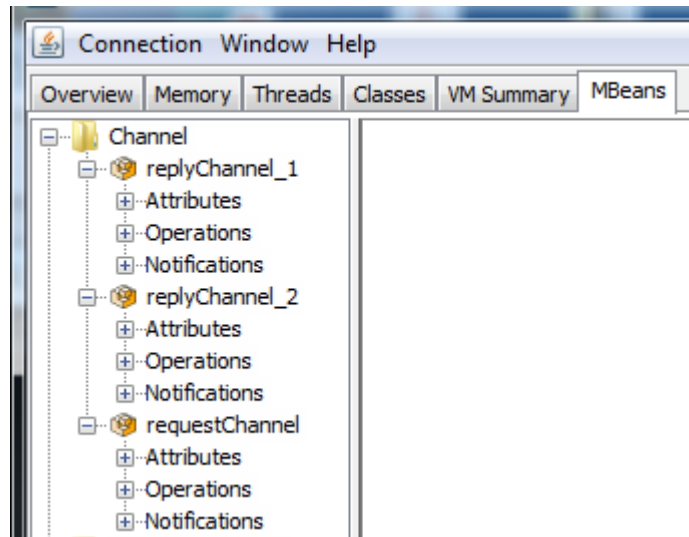 Connection Window Help
Overview Memory Threads Classes VM Summary MBeans
Channel
replyChannel_1
Attributes
Operations
Notifications
replyChannel_2
Attributes
Operations
Notifications
requestChannel
Attributes
Operations
Notifications